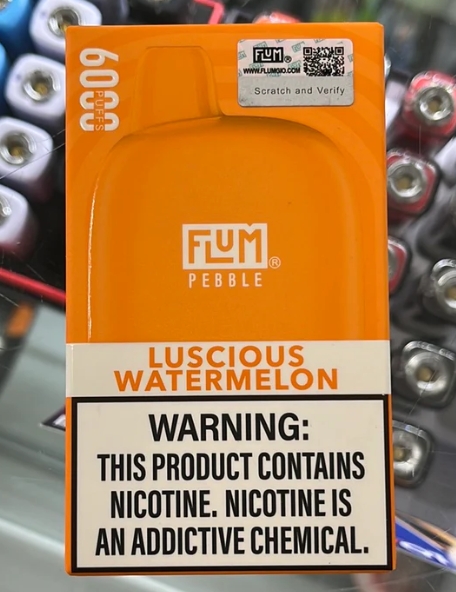 6000
PUFFS
FLUM
WWW.FLUMGIO.COM
Scratch and Verify
FLUM®
PEBBLE
LUSCIOUS
WATERMELON
WARNING:
THIS PRODUCT CONTAINS
NICOTINE. NICOTINE IS
AN ADDICTIVE CHEMICAL.